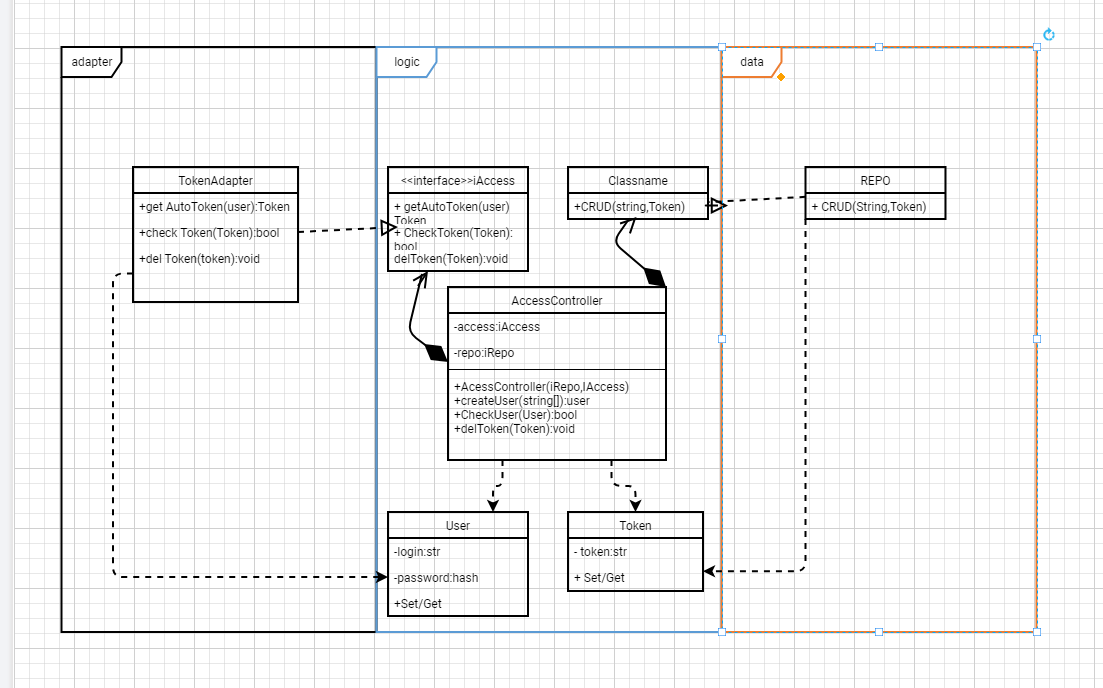 adapter
logic
data
TokenAdapter
+get AutoToken(user):Token
+check Token(Token):bool
+del Token(token):void
<<interface>>iAccess
+ getAutoToken(user)
Token
+ CheckToken(Token):
bool
delToken(Token):void
Classname
+CRUD(string,Token)
REPO
+ CRUD(String,Token)
AccessController
-access:iAccess
-repo:iRepo
+AcessController(iRepo,IAccess)
+createUser(string[]):user
+CheckUser(User):bool
+delToken(Token):void
User
-login:str
-password:hash
+Set/Get
Token
- token:str
+ Set/Get